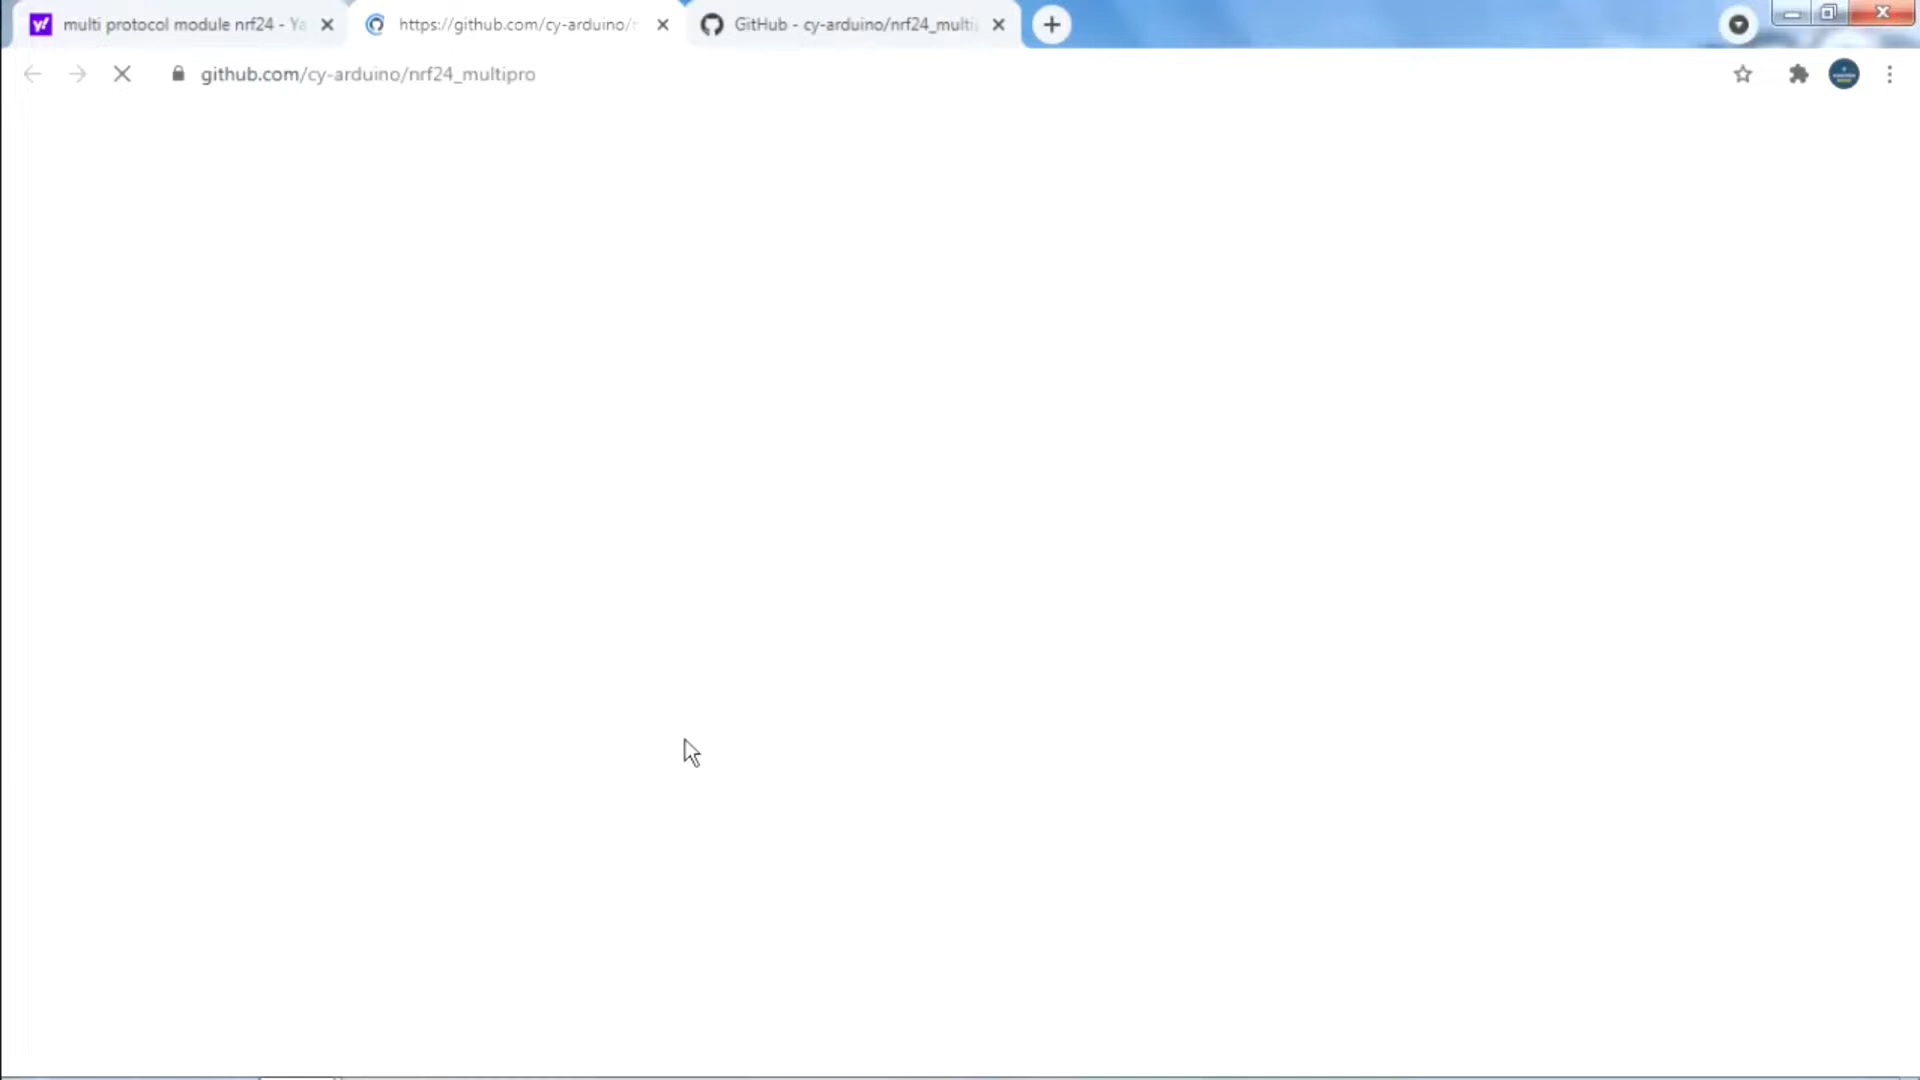 multi protocol module nrf24 - Ya
https://github.com/cy-arduino/
GitHub - cy-arduino/nrf24_multi
github.com/cy-arduino/nrf24_multipro